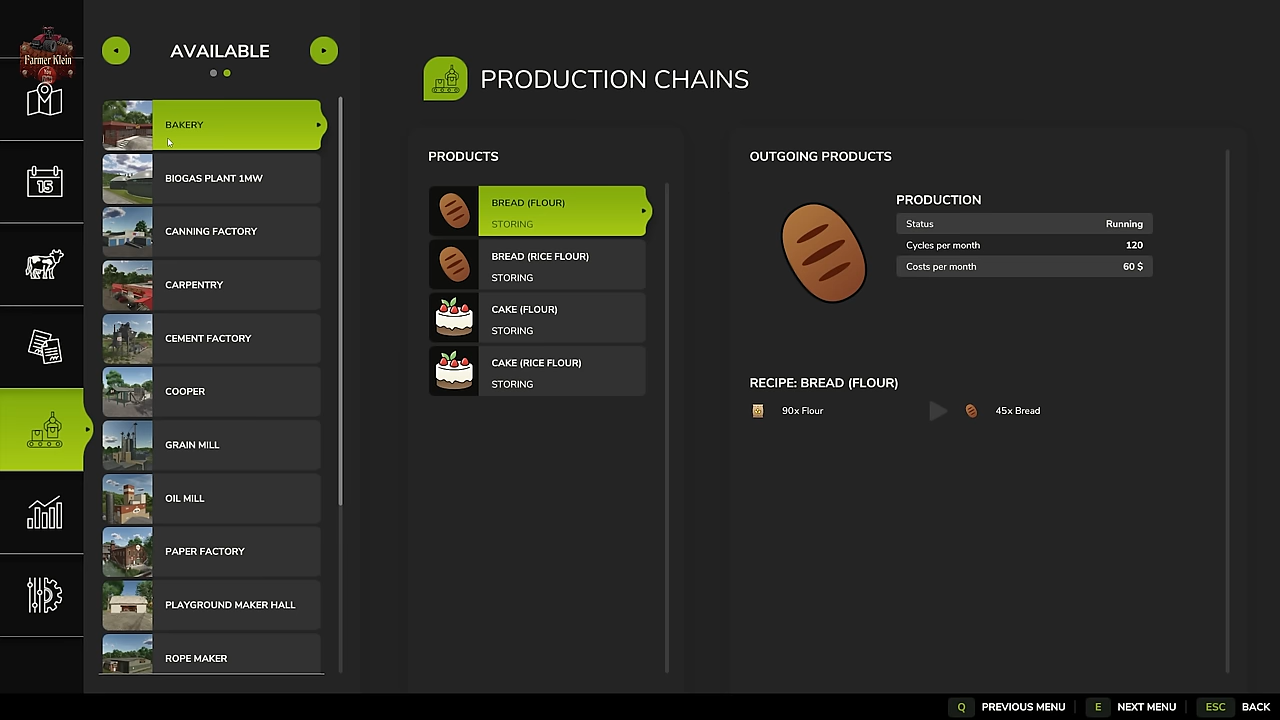 Farmer Klein
You
15
AVAILABLE
BAKERY
BIOGAS PLANT 1MW
CANNING FACTORY
CARPENTRY
CEMENT FACTORY
COOPER
GRAIN MILL
OIL MILL
PAPER FACTORY
PLAYGROUND MAKER HALL
ROPE MAKER
PRODUCTION CHAINS
PRODUCTS
BREAD (FLOUR)
STORING
BREAD (RICE FLOUR)
STORING
CAKE (FLOUR)
STORING
CAKE (RICE FLOUR)
STORING
OUTGOING PRODUCTS
PRODUCTION
Status Running
Cycles per month 120
Costs per month 60 $
RECIPE: BREAD (FLOUR)
90x Flour 45x Bread
Q PREVIOUS MENU E NEXT MENU ESC BACK